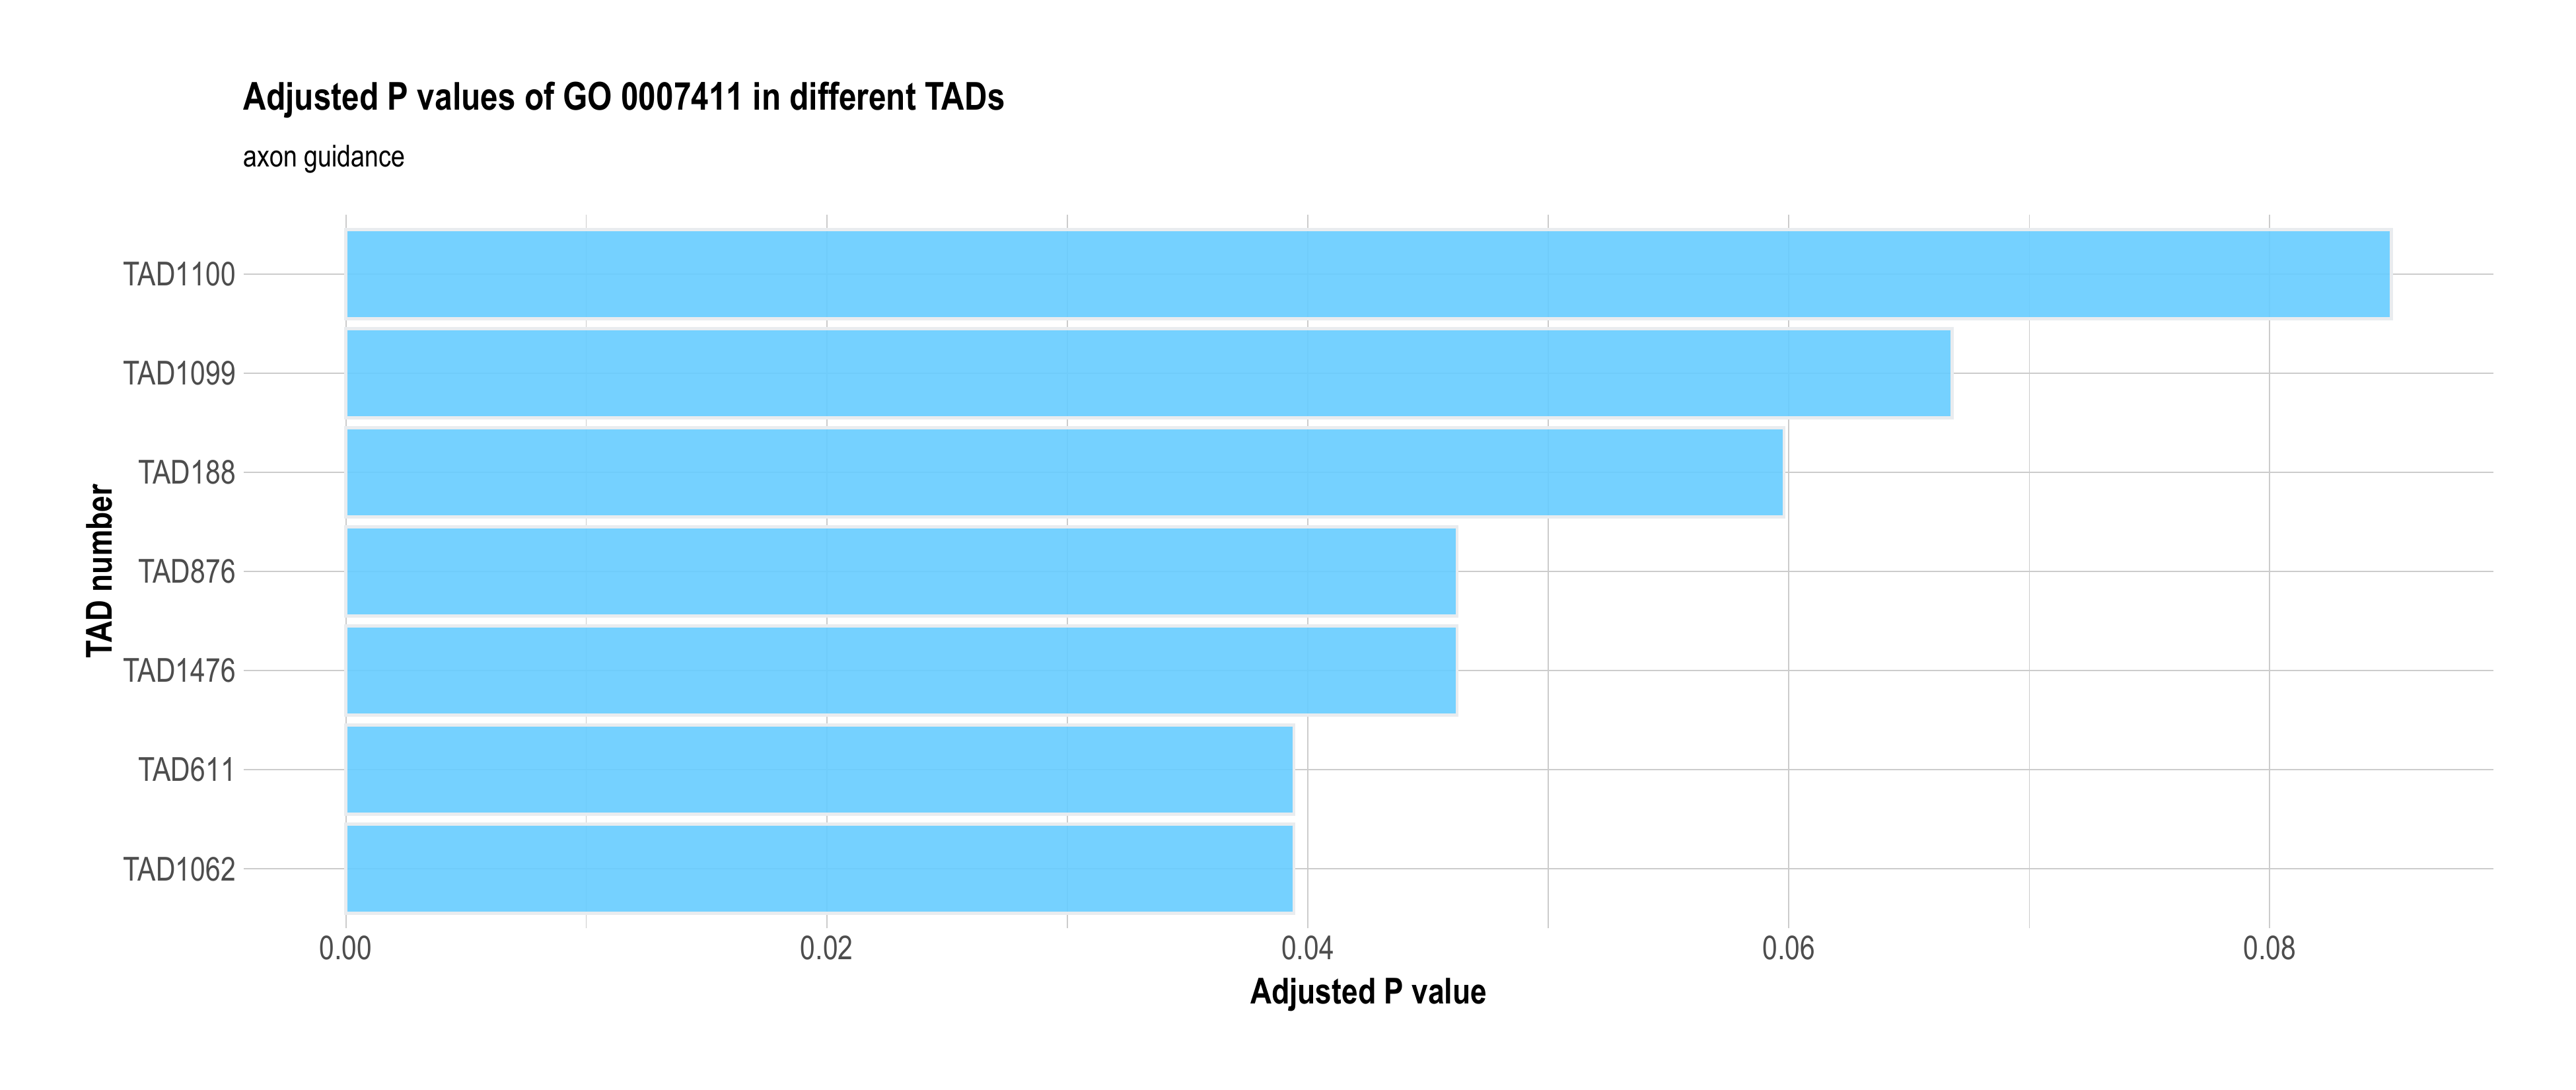 Adjusted P values of GO 0007411 in different TADs
axon guidance
TAD number
TAD1100
TAD1099
TAD188
TAD876
TAD1476
TAD611
TAD1062
0.00 0.02 0.04 0.06 0.08
Adjusted P value